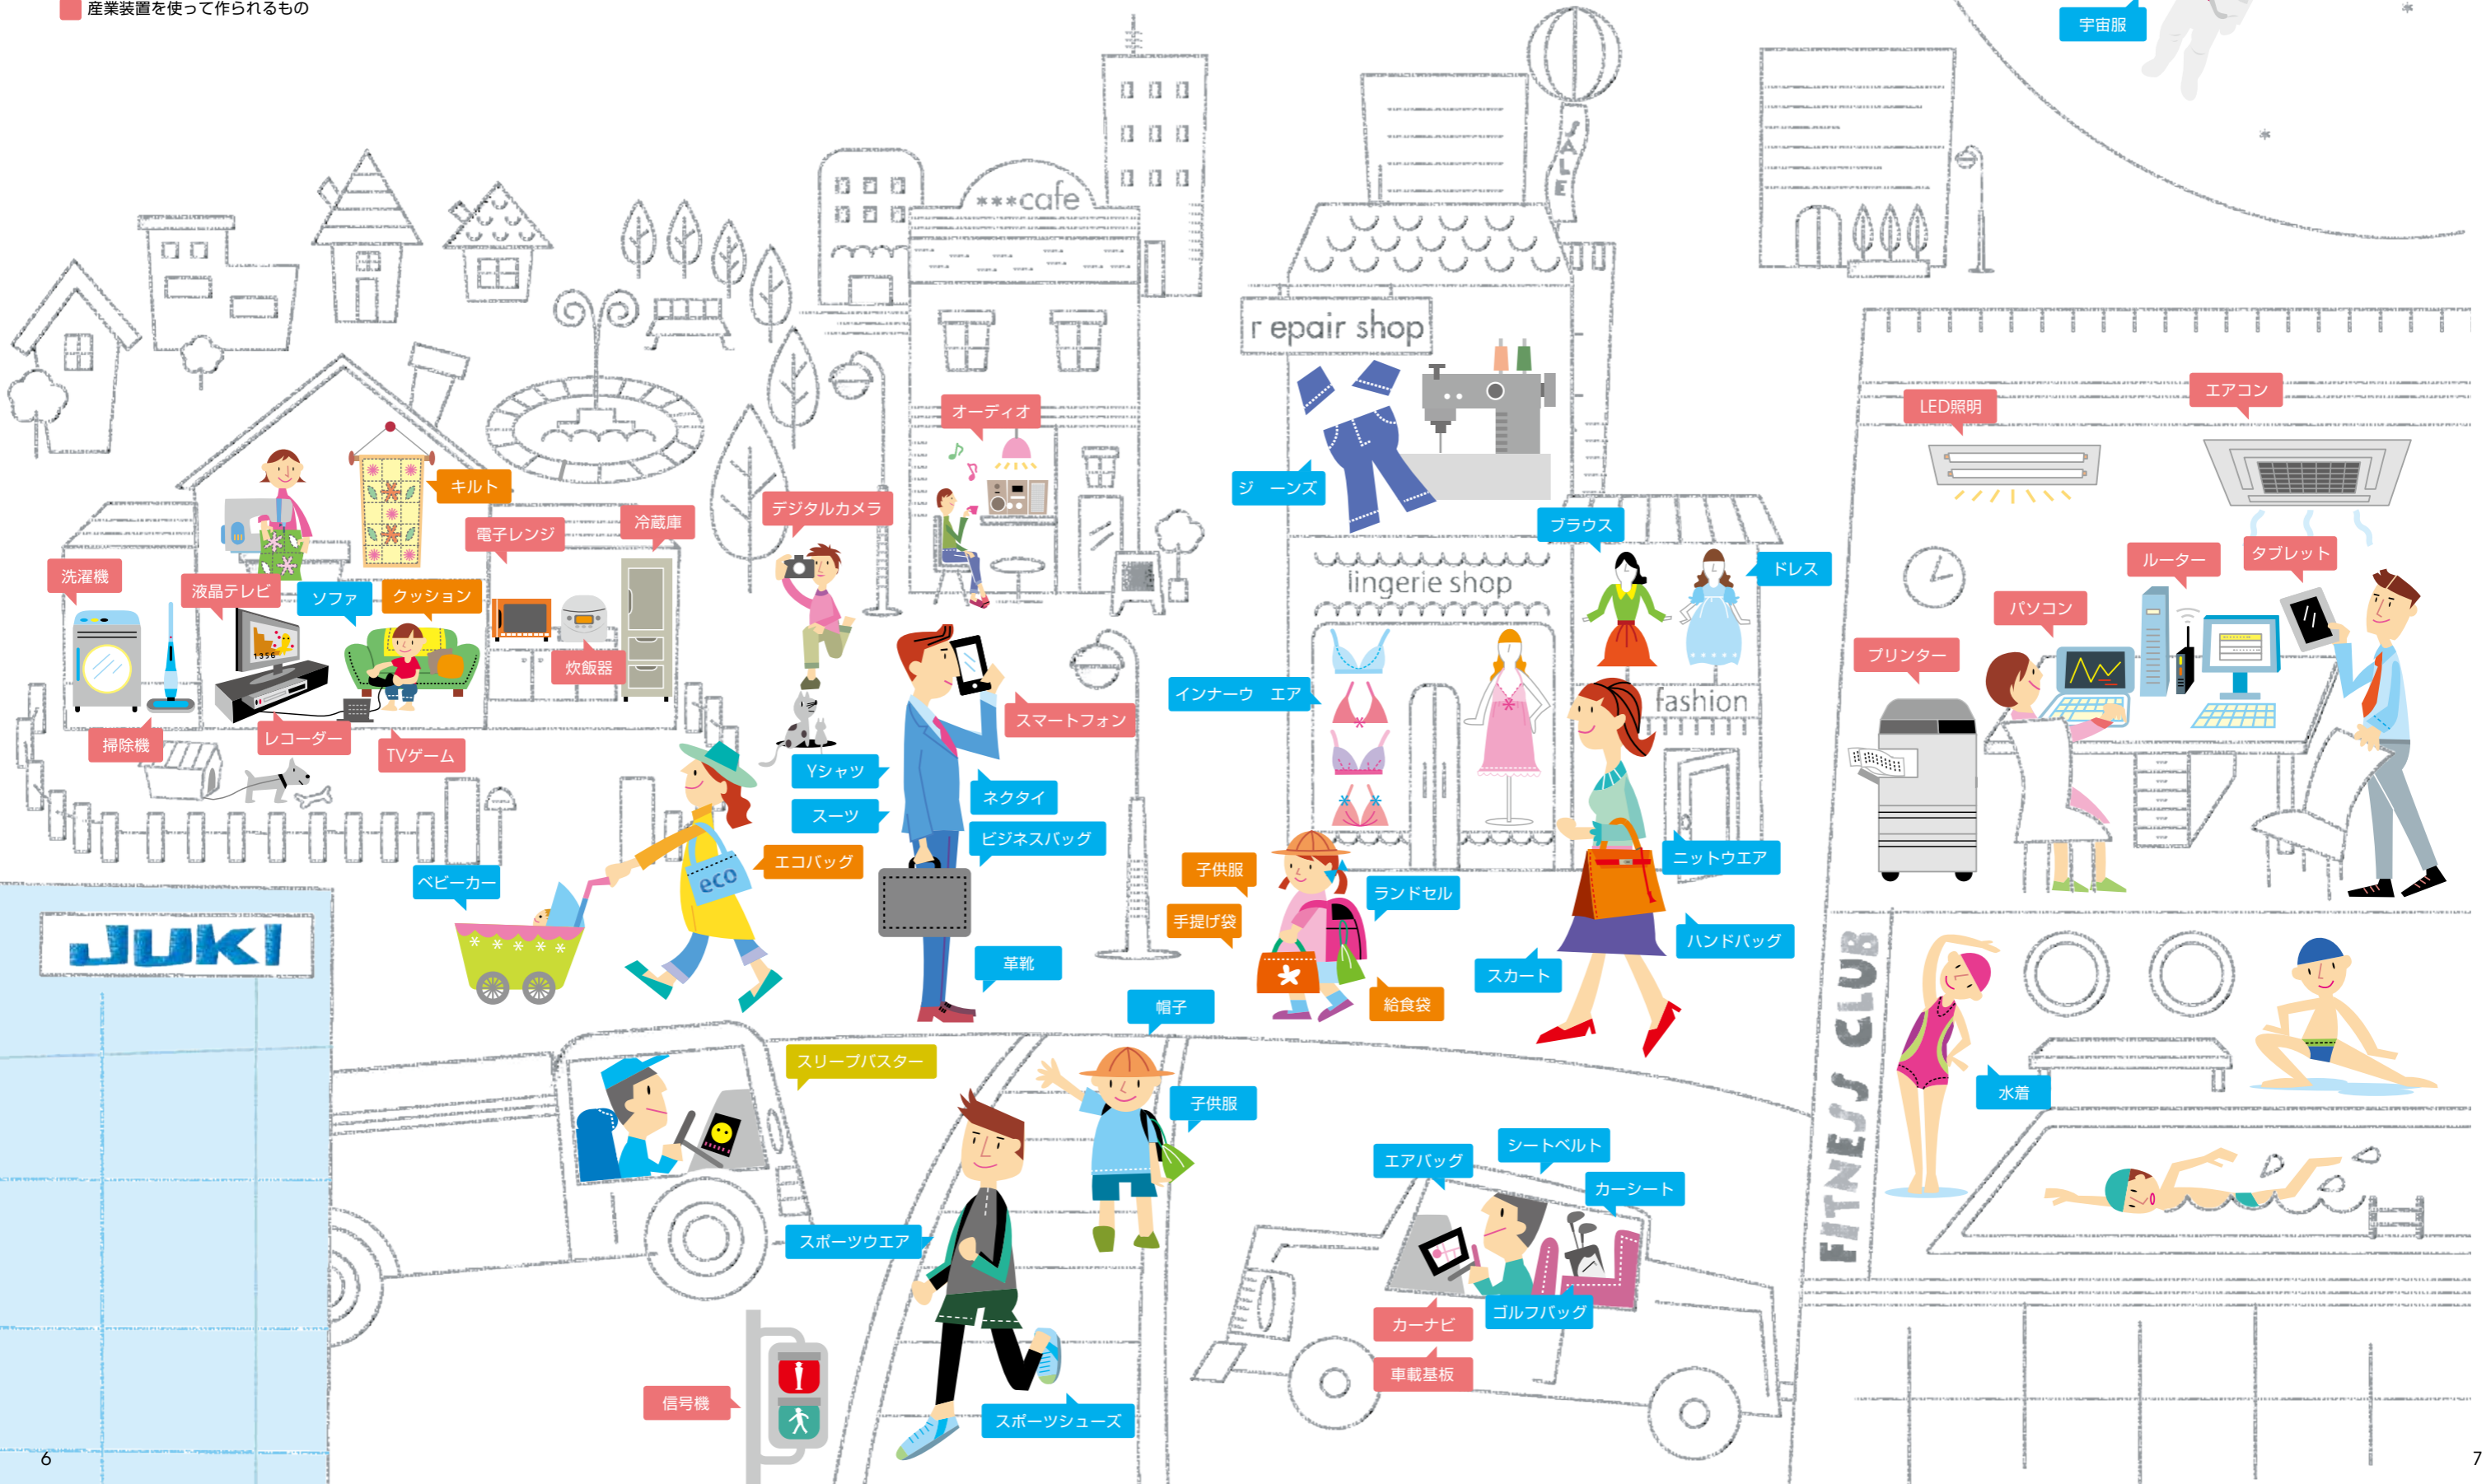 産業装置を使って作られるもの
宇宙服
SALE
***cafe
r epair shop
オーディオ
LED照明
エアコン
キルト
ジ ーンズ
デジタルカメラ
冷蔵庫
電子レンジ
ブラウス
ドレス
ルーター
タブレット
洗濯機
液晶テレビ
ソファ
クッション
lingerie shop
パソコン
1356
炊飯器
プリンター
インナーウ エア
fashion
スマートフォン
掃除機
レコーダー
TVゲーム
Yシャツ
ネクタイ
スーツ
ビジネスバッグ
エコバッグ
eco
ベビーカー
子供服
ランドセル
ニットウエア
手提げ袋
ハンドバッグ
JUKI
革靴
スカート
給食袋
帽子
FITNESS CLUB
スリープバスター
子供服
水着
シートベルト
エアバッグ
カーシート
スポーツウエア
カーナビ
ゴルフバッグ
車載基板
信号機
スポーツシューズ
6
7